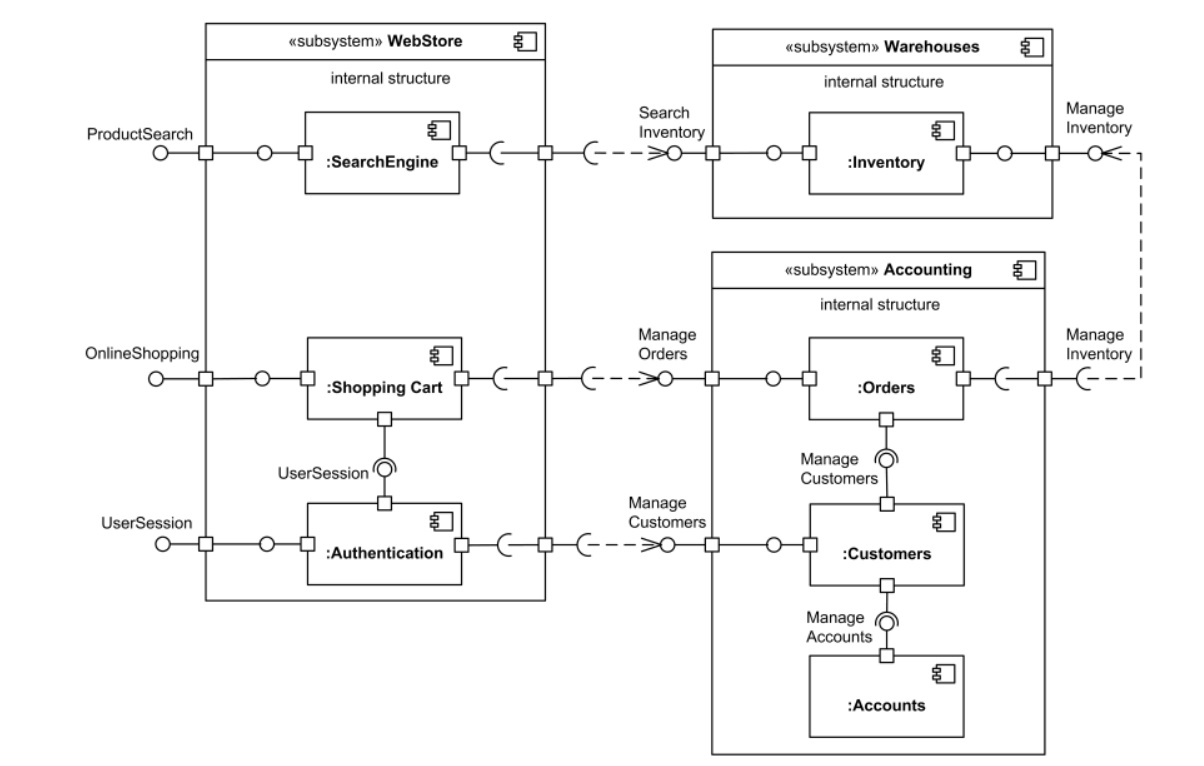 «subsystem» WebStore
internal structure
ProductSearch
:SearchEngine
Search
Inventory
«subsystem» Warehouses
internal structure
:Inventory
Manage
Inventory
«subsystem» Accounting
internal structure
OnlineShopping
:Shopping Cart
Manage
Orders
:Orders
Manage
Inventory
UserSession
Manage
Customers
UserSession
:Authentication
Manage
Customers
:Customers
Manage
Accounts
:Accounts